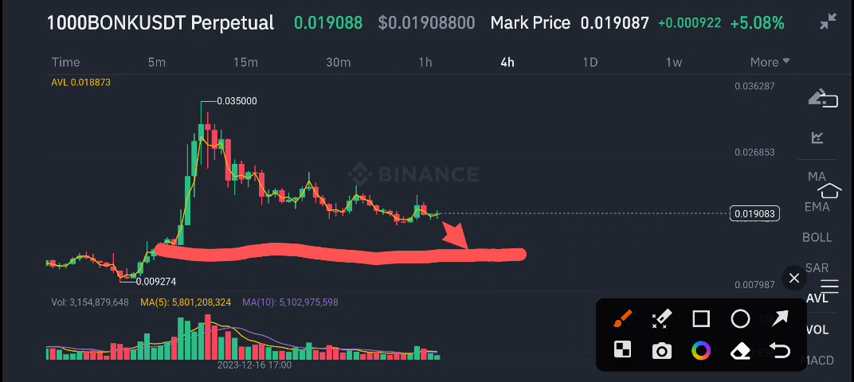 1000BONKUSDT Perpetual 0.019088 $0.01908800 Mark Price 0.019087 +0.000922 +5.08%
Time 5m 15m 30m 1h 4h 1D 1w More
AVL 0.018873
0.036287
0.035000
0.026853
MA
BINANCE
EMA
0.019083
BOLL
SAR
0.009274
0.007987
AVL
Vol: 3,154,879,648 MA(5): 5,801,208,324 MA(10): 5,102,975,598
VOL
MACD
2023-12-16 17:00